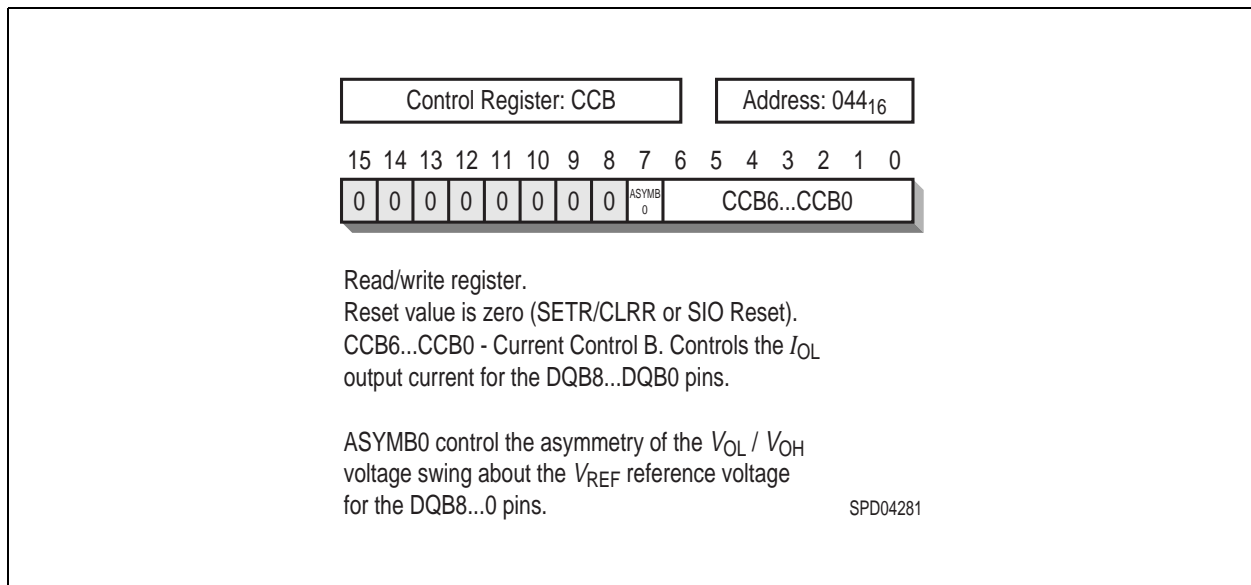 Control Register: CCB Address: 044₁₆
15 14 13 12 11 10 9 8 7 6 5 4 3 2 1 0
0 0 0 0 0 0 0 0 ASYMB 0 CCB6...CCB0
Read/write register.
Reset value is zero (SETR/CLRR or SIO Reset).
CCB6...CCB0 - Current Control B. Controls the I_OL
output current for the DQB8...DQB0 pins.
ASYMB0 control the asymmetry of the V_OL / V_OH
voltage swing about the V_REF reference voltage
for the DQB8...0 pins.
SPD04281